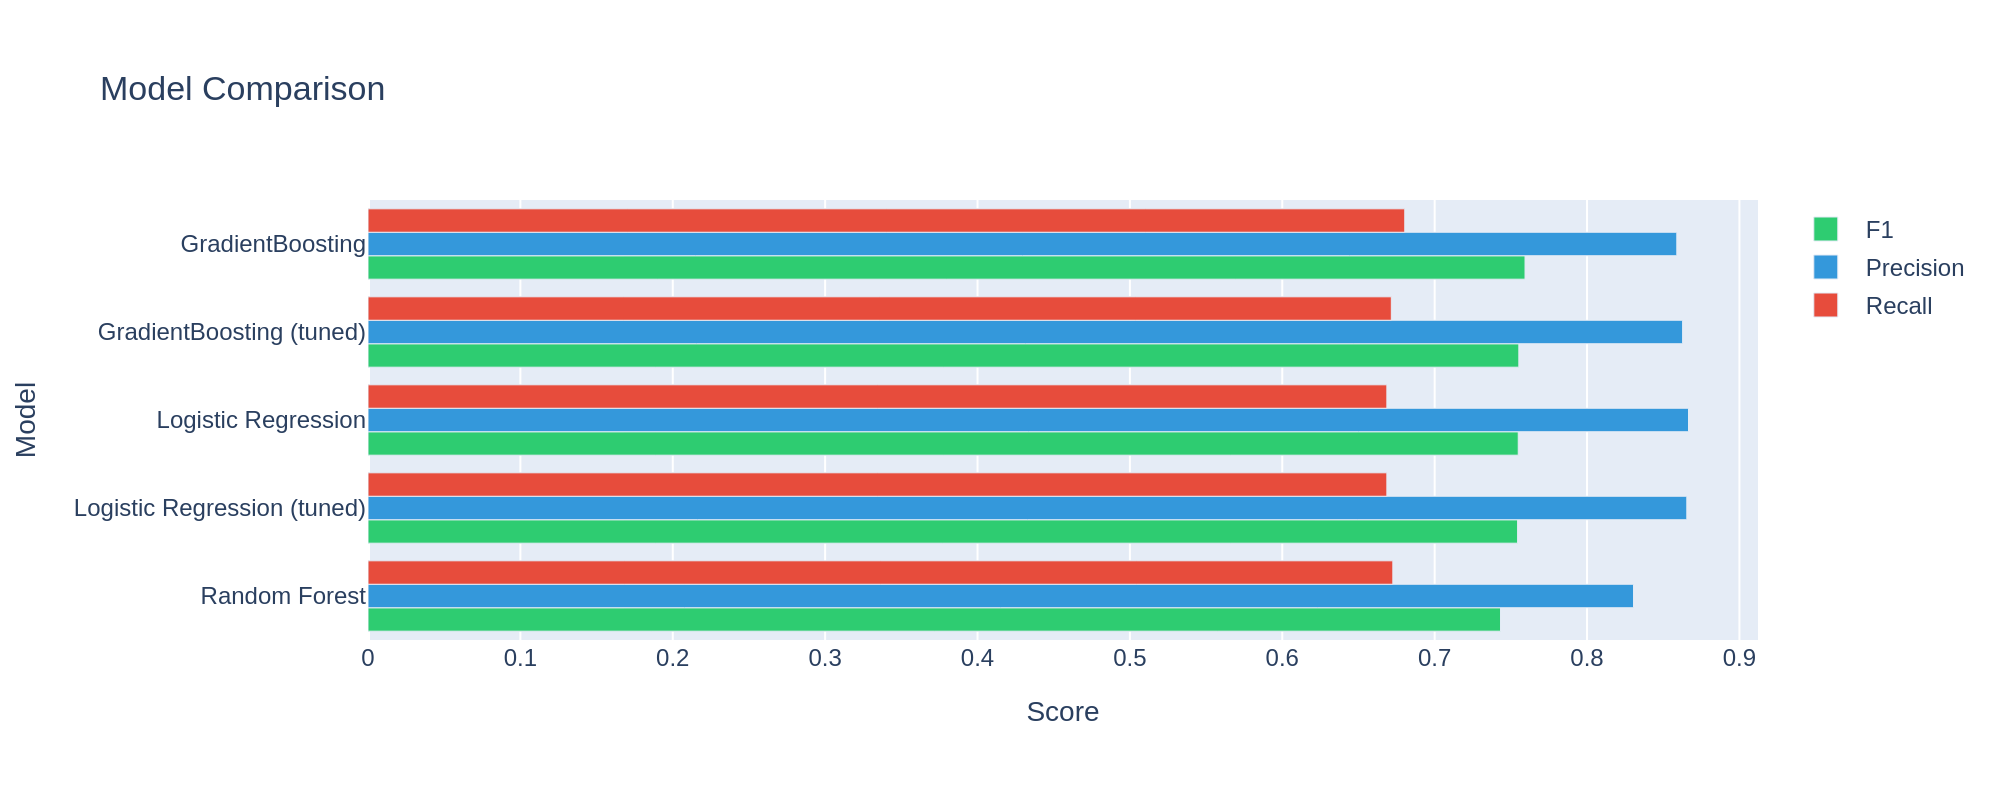 Model Comparison
F1
Precision
Recall
Model
GradientBoosting
GradientBoosting (tuned)
Logistic Regression
Logistic Regression (tuned)
Random Forest
0 0.1 0.2 0.3 0.4 0.5 0.6 0.7 0.8 0.9
Score